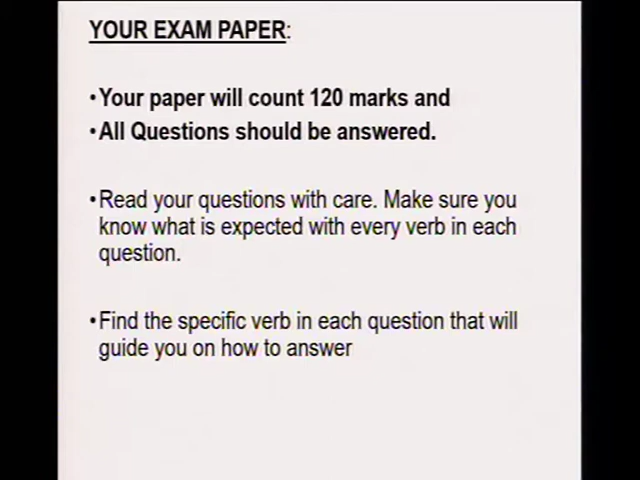 YOUR EXAM PAPER:
•Your paper will count 120 marks and
•All Questions should be answered.
•Read your questions with care. Make sure you
know what is expected with every verb in each
question.
•Find the specific verb in each question that will
guide you on how to answer